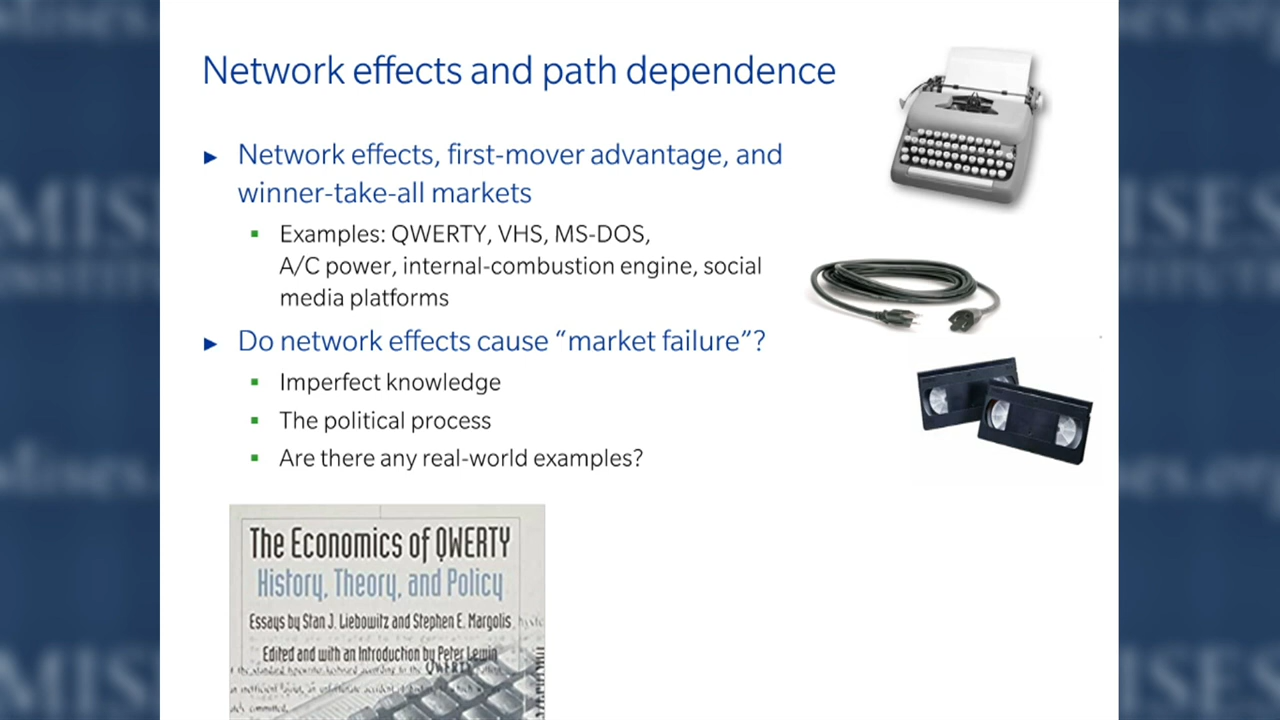 Network effects and path dependence
► Network effects, first-mover advantage, and
winner-take-all markets
▪ Examples: QWERTY, VHS, MS-DOS,
A/C power, internal-combustion engine, social
media platforms
► Do network effects cause “market failure”?
▪ Imperfect knowledge
▪ The political process
▪ Are there any real-world examples?
The Economics of QWERTY
History, Theory, and Policy
Essays by Stan J. Liebowitz and Stephen E. Margolis
Edited and with an Introduction by Peter Lewin